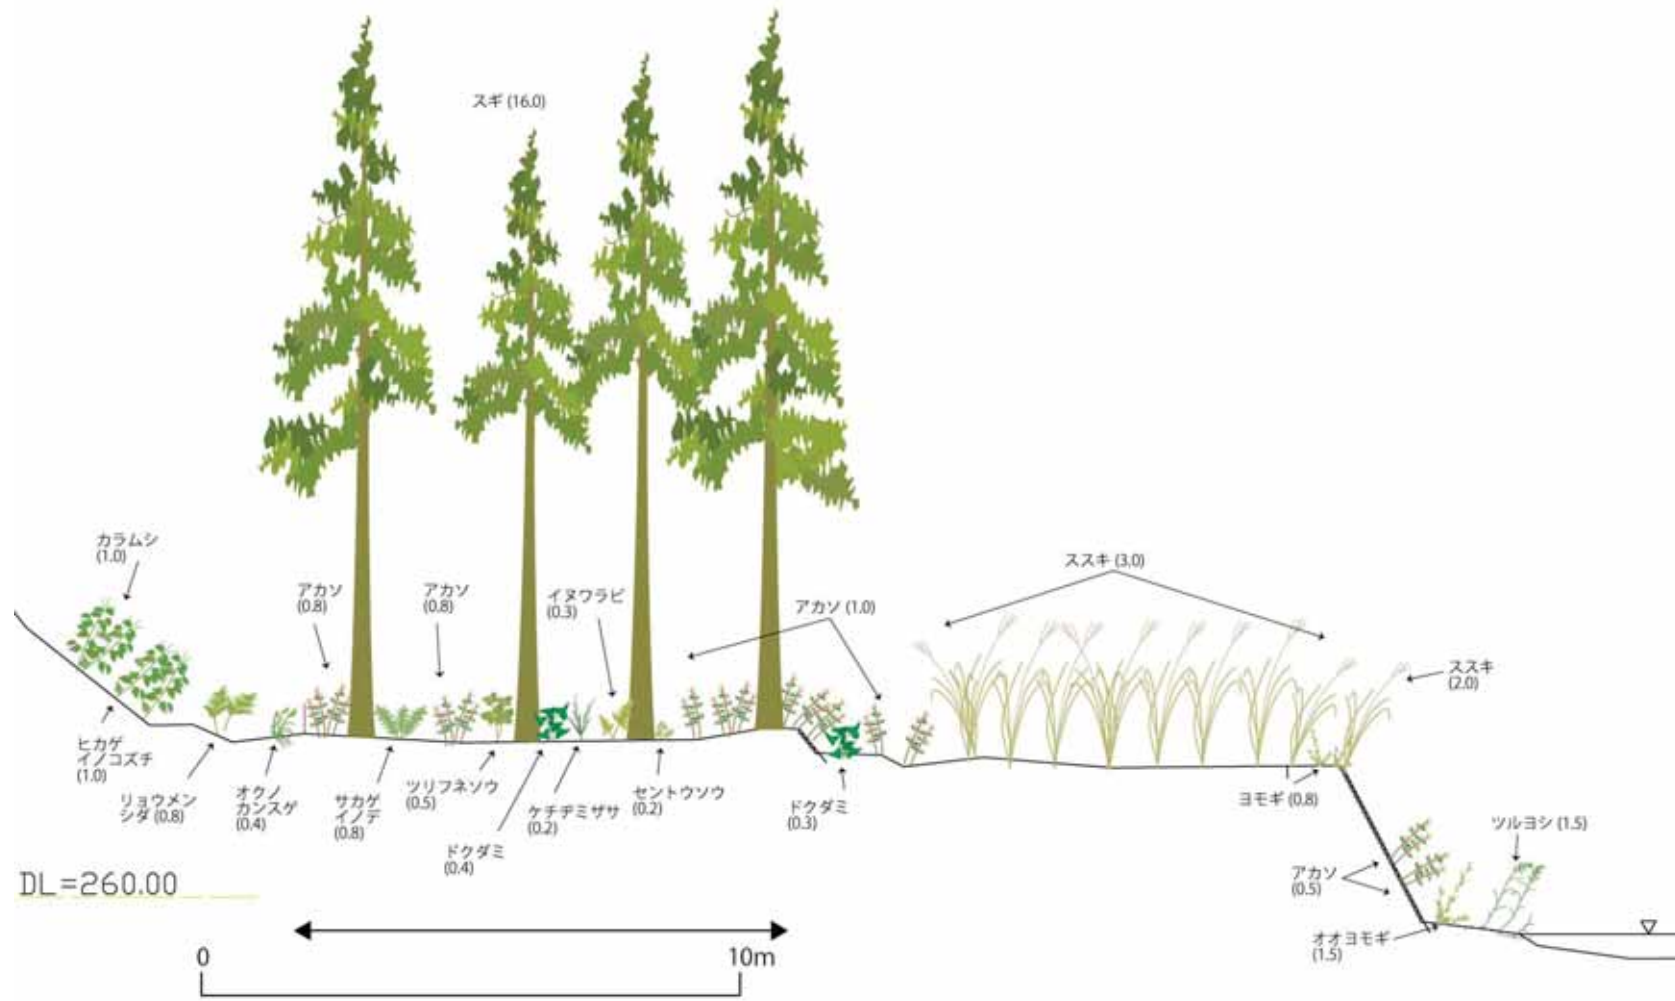 スギ (16.0)
カラムシ
(1.0)
アカソ
(0.8)
アカソ
(0.8)
イヌワラビ
(0.3)
アカソ (1.0)
ススキ (3.0)
ススキ
(2.0)
ヒカゲ
イノコズチ
(1.0)
リョウメン
シダ (0.8)
オクノ
カンスゲ
(0.4)
サカゲ
イノデ
(0.8)
ツリフネソウ
(0.5)
ドクダミ
(0.4)
ケチヂミザサ
(0.2)
セントウソウ
(0.2)
ドクダミ
(0.3)
ヨモギ (0.8)
アカソ
(0.5)
ツルヨシ (1.5)
オオヨモギ
(1.5)
DL=260.00
0
10m